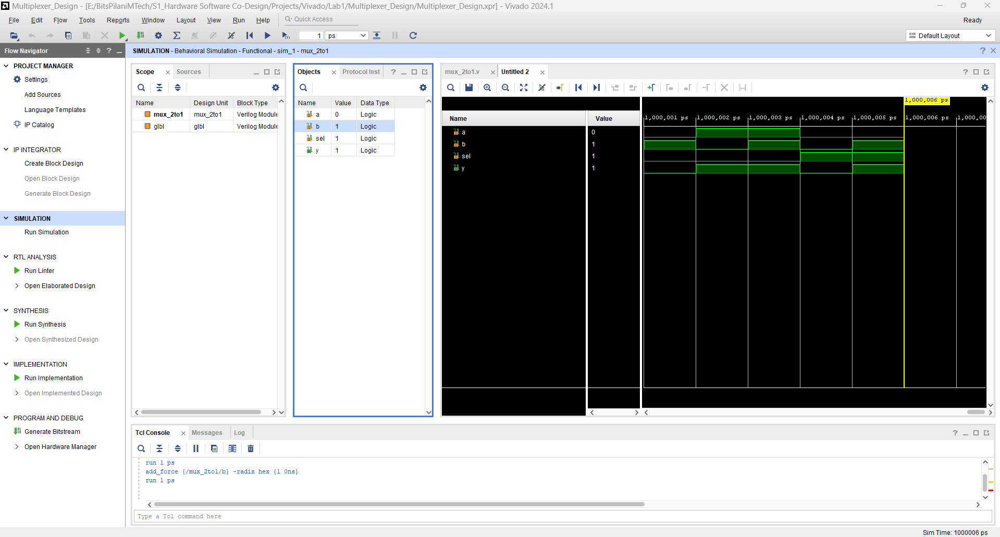 Multiplexer_Design - [E:/BitsPilaniMTech/S1_Hardware Software Co-Design/Projects/Vivado/Lab1/Multiplexer_Design/Multiplexer_Design.xpr] - Vivado 2024.1
File Edit Flow Tools Reports Window Layout View Run Help Quick Access Ready
1 ps Default Layout
Flow Navigator
SIMULATION - Behavioral Simulation - Functional - sim_1 - mux_2to1
PROJECT MANAGER
Settings
Add Sources
Language Templates
IP Catalog
IP INTEGRATOR
Create Block Design
Open Block Design
Generate Block Design
SIMULATION
Run Simulation
RTL ANALYSIS
Run Linter
Open Elaborated Design
SYNTHESIS
Run Synthesis
Open Synthesized Design
IMPLEMENTATION
Run Implementation
Open Implemented Design
PROGRAM AND DEBUG
Generate Bitstream
Open Hardware Manager
Scope Sources
Name Design Unit Block Type
mux_2to1 mux_2to1 Verilog Module
glbl glbl Verilog Module
Objects Protocol Inst
Name Value Data Type
a 0 Logic
b 1 Logic
sel 1 Logic
y 1 Logic
mux_2to1.v Untitled 2
1,000,006 ps
Name Value 1,000,001 ps 1,000,002 ps 1,000,003 ps 1,000,004 ps 1,000,005 ps 1,000,006 ps 1,000,00
a 0
b 1
sel 1
y 1
Tcl Console Messages Log
run 1 ps
add_force {/mux_2to1/b} -radix hex {1 0ns}
run 1 ps
Type a Tcl command here
Sim Time: 1000006 ps